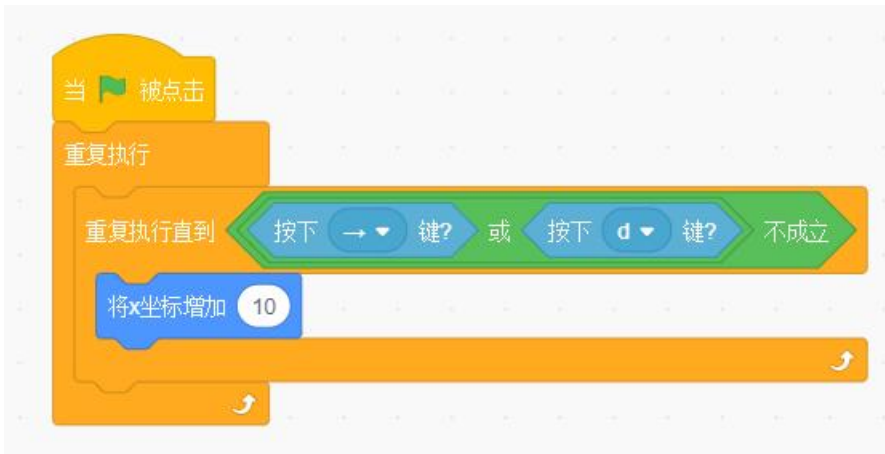 当 被点击
重复执行
重复执行直到 按下 → 键? 或 按下 d 键? 不成立
将x坐标增加 10